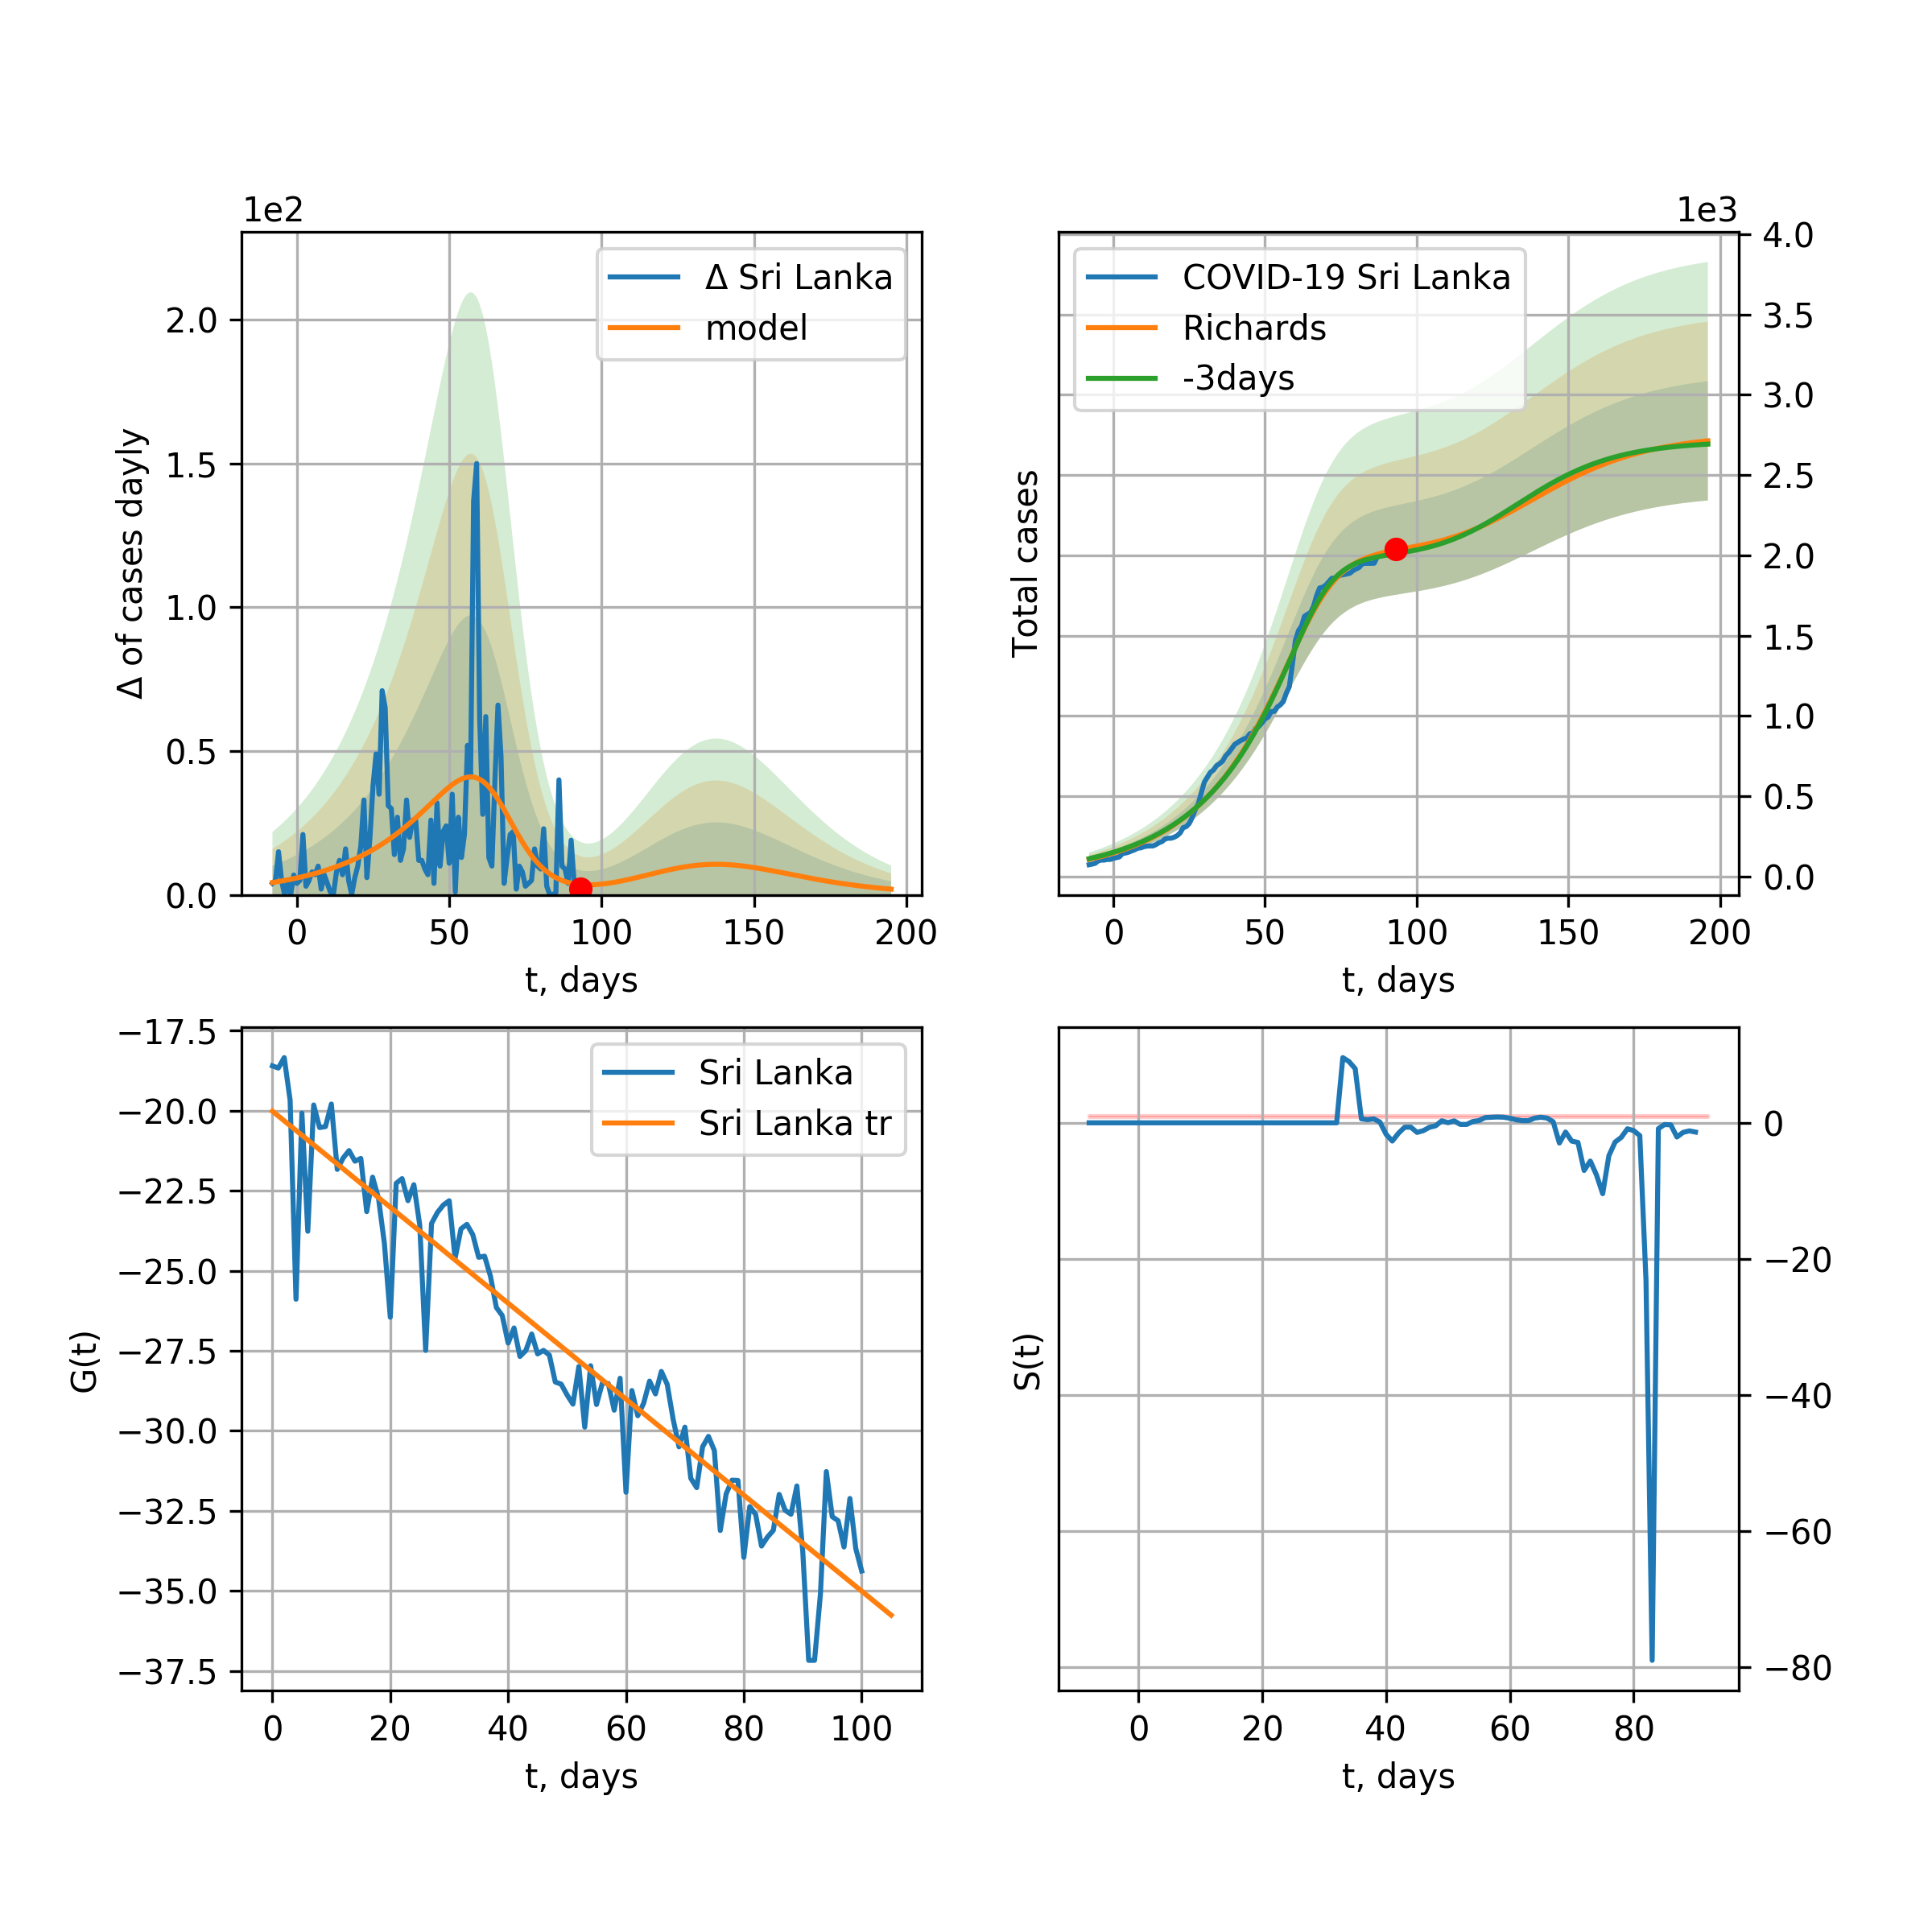 1e2
Δ Sri Lanka
model
2.0
1.5
1.0
0.5
0.0
Δ of cases dayly
0 50 100 150 200
t, days
1e3
COVID-19 Sri Lanka
Richards
-3days
4.0
3.5
3.0
2.5
2.0
1.5
1.0
0.5
0.0
Total cases
0 50 100 150 200
t, days
Sri Lanka
Sri Lanka tr
−17.5
−20.0
−22.5
−25.0
−27.5
−30.0
−32.5
−35.0
−37.5
G(t)
0 20 40 60 80 100
t, days
0
−20
−40
−60
−80
S(t)
0 20 40 60 80
t, days